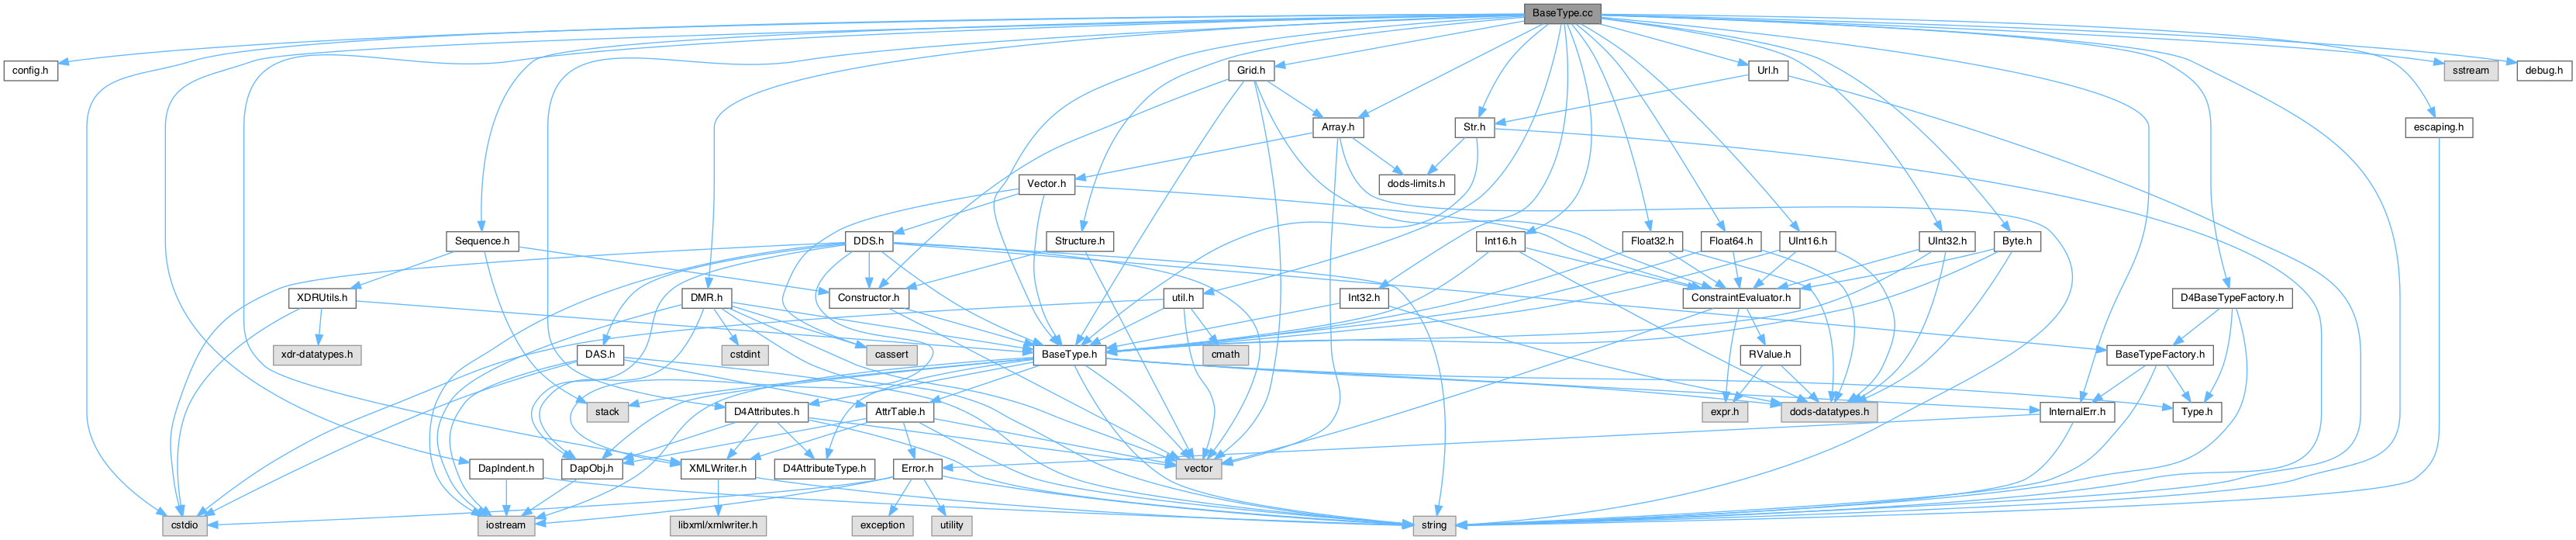 BaseType.cc
config.h
Grid.h
Url.h
sstream
debug.h
Array.h
Str.h
escaping.h
Vector.h
dods-limits.h
Sequence.h
DDS.h
Structure.h
Int16.h
Float32.h
Float64.h
UInt16.h
UInt32.h
Byte.h
XDRUtils.h
DMR.h
Constructor.h
util.h
Int32.h
ConstraintEvaluator.h
D4BaseTypeFactory.h
xdr-datatypes.h
DAS.h
cstdint
cassert
BaseType.h
cmath
RValue.h
BaseTypeFactory.h
stack
D4Attributes.h
AttrTable.h
expr.h
dods-datatypes.h
InternalErr.h
Type.h
DapIndent.h
DapObj.h
XMLWriter.h
D4AttributeType.h
Error.h
vector
cstdio
iostream
libxml/xmlwriter.h
exception
utility
string